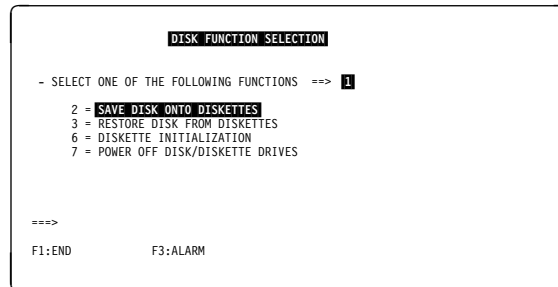 DISK FUNCTION SELECTION
- SELECT ONE OF THE FOLLOWING FUNCTIONS ==> 1
2 = SAVE DISK ONTO DISKETTES
3 = RESTORE DISK FROM DISKETTES
6 = DISKETTE INITIALIZATION
7 = POWER OFF DISK/DISKETTE DRIVES
===>
F1:END F3:ALARM